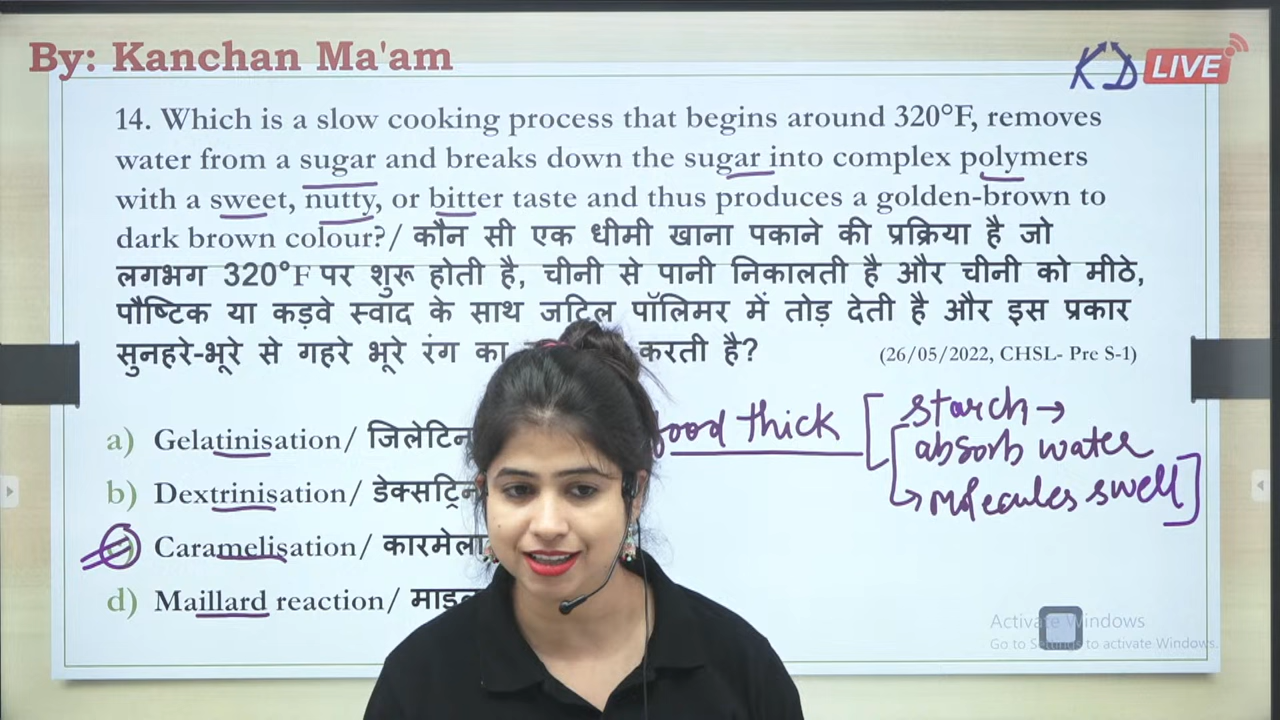 By: Kanchan Ma'am
KD LIVE
14. Which is a slow cooking process that begins around 320°F, removes
water from a sugar and breaks down the sugar into complex polymers
with a sweet, nutty, or bitter taste and thus produces a golden-brown to
dark brown colour?/ कौन सी एक धीमी खाना पकाने की प्रक्रिया है जो
लगभग 320°F पर शुरू होती है, चीनी से पानी निकालती है और चीनी को मीठे,
पौष्टिक या कड़वे स्वाद के साथ जटिल पॉलिमर में तोड़ देती है और इस प्रकार
सुनहरे-भूरे से गहरे भूरे रंग का करती है?
(26/05/2022, CHSL- Pre S-1)
a) Gelatinisation/
food thick
starch →
absorb water
molecules swell
b) Dextrinisation/
c) Caramelisation/
d) Maillard reaction/
Activate Windows
Go to Settings to activate Windows.